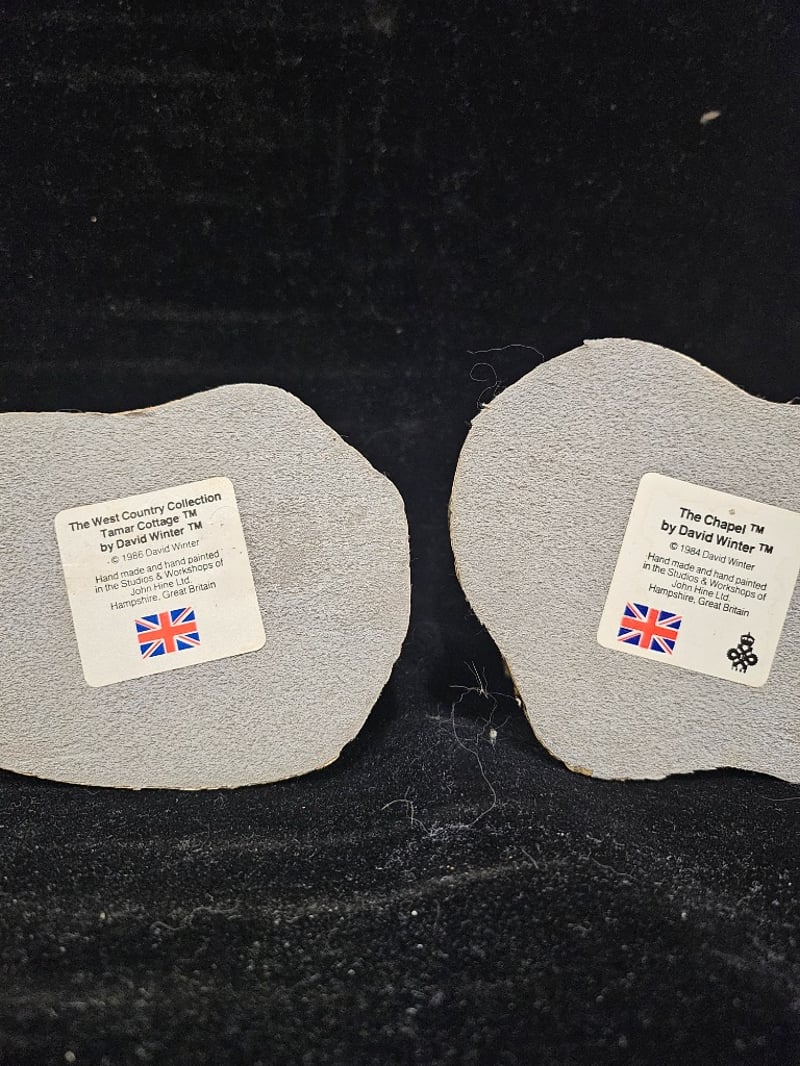 The West Country Collection
Tamar Cottage ™
by David Winter ™
© 1986 David Winter
Hand made and hand painted
in the Studios & Workshops of
John Hine Ltd.
Hampshire, Great Britain
The Chapel ™
by David Winter ™
© 1984 David Winter
Hand made and hand painted
in the Studios & Workshops of
John Hine Ltd.
Hampshire, Great Britain